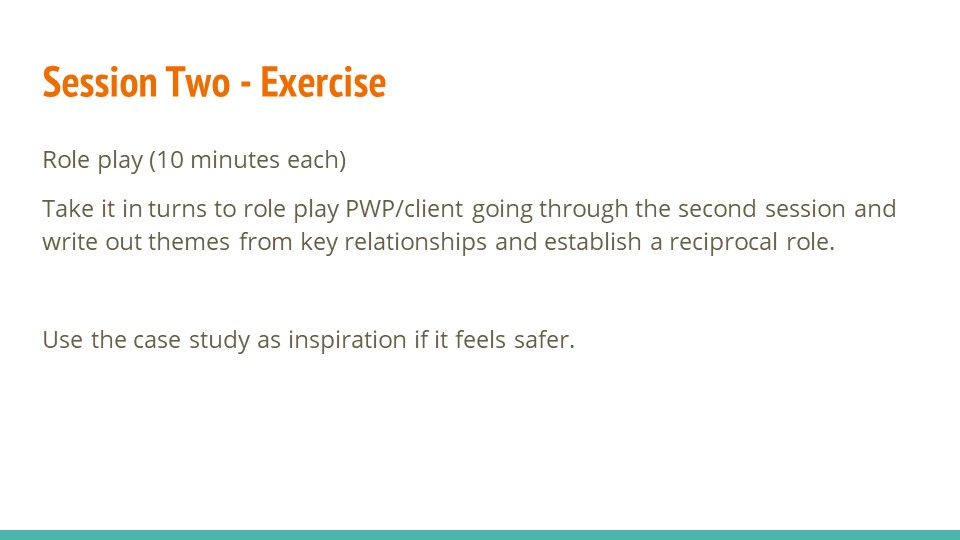 Session Two - Exercise
Role play (10 minutes each)
Take it in turns to role play PWP/client going through the second session and
write out themes from key relationships and establish a reciprocal role.
Use the case study as inspiration if it feels safer.